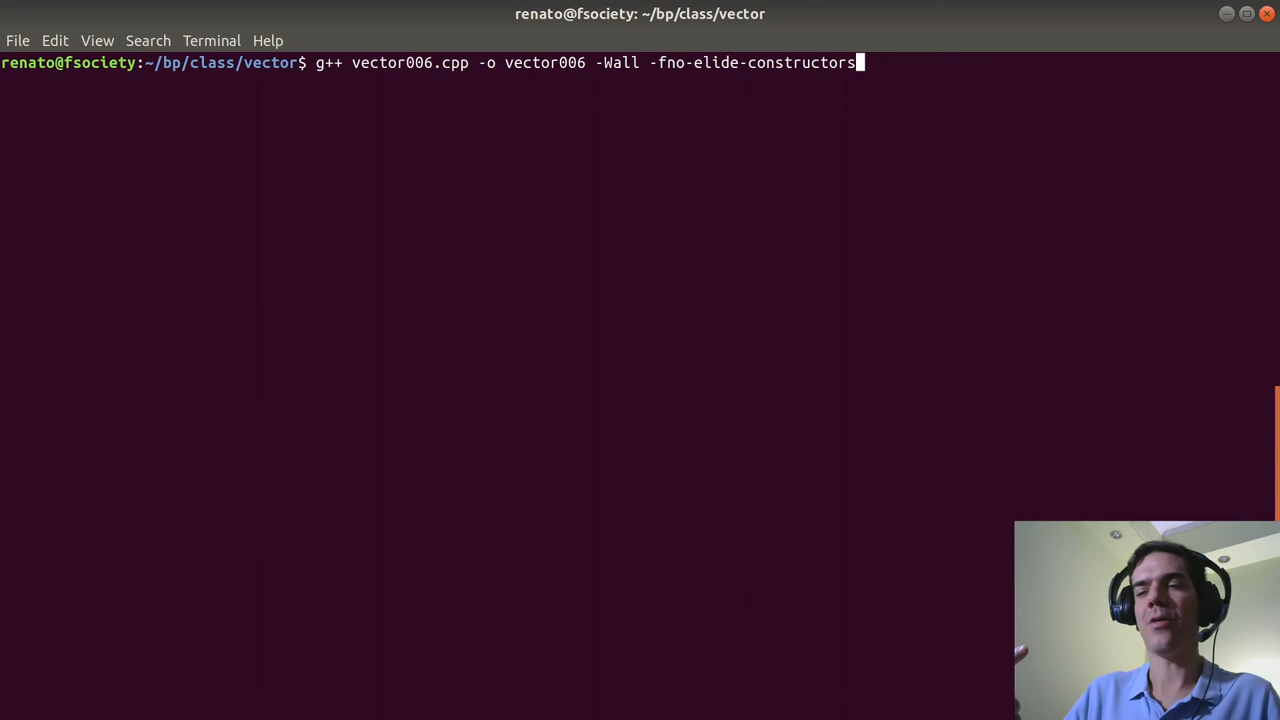 renato@fsociety: ~/bp/class/vector
File Edit View Search Terminal Help
renato@fsociety:~/bp/class/vector$ g++ vector006.cpp -o vector006 -Wall -fno-elide-constructors